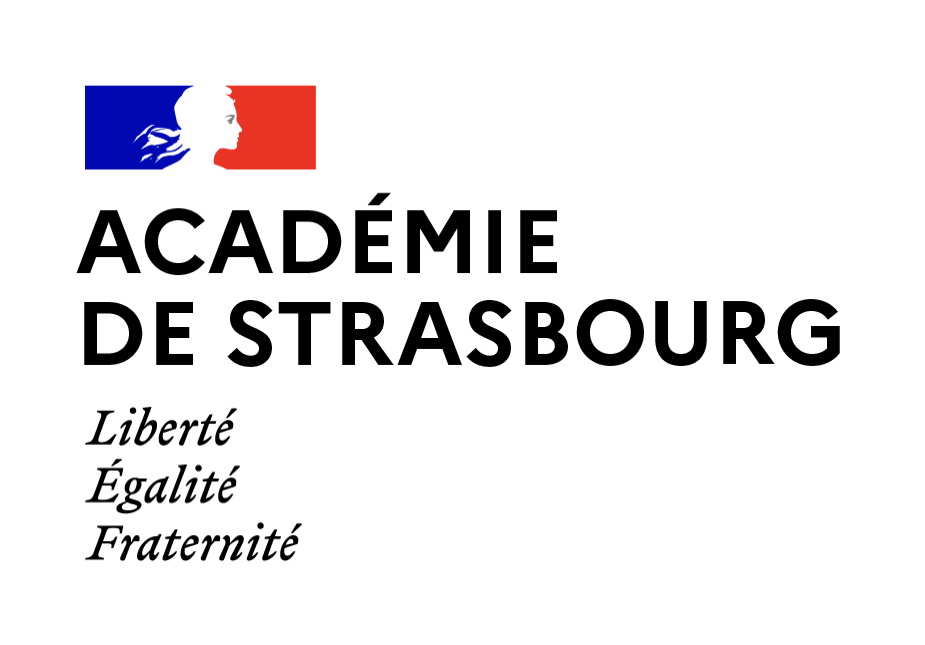 ACADÉMIE
DE STRASBOURG
Liberté
Égalité
Fraternité